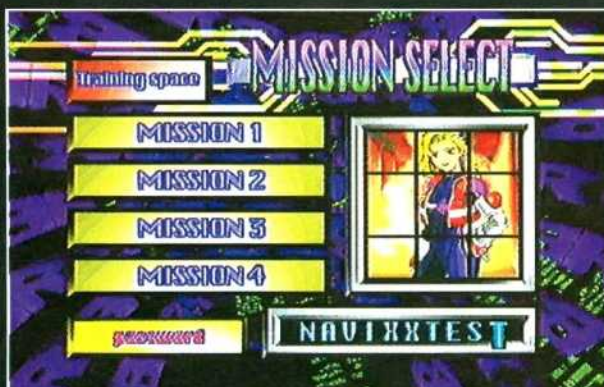 MISSION SELECT
Training space
MISSION 1
MISSION 2
MISSION 3
MISSION 4
password
NAVIXXTEST